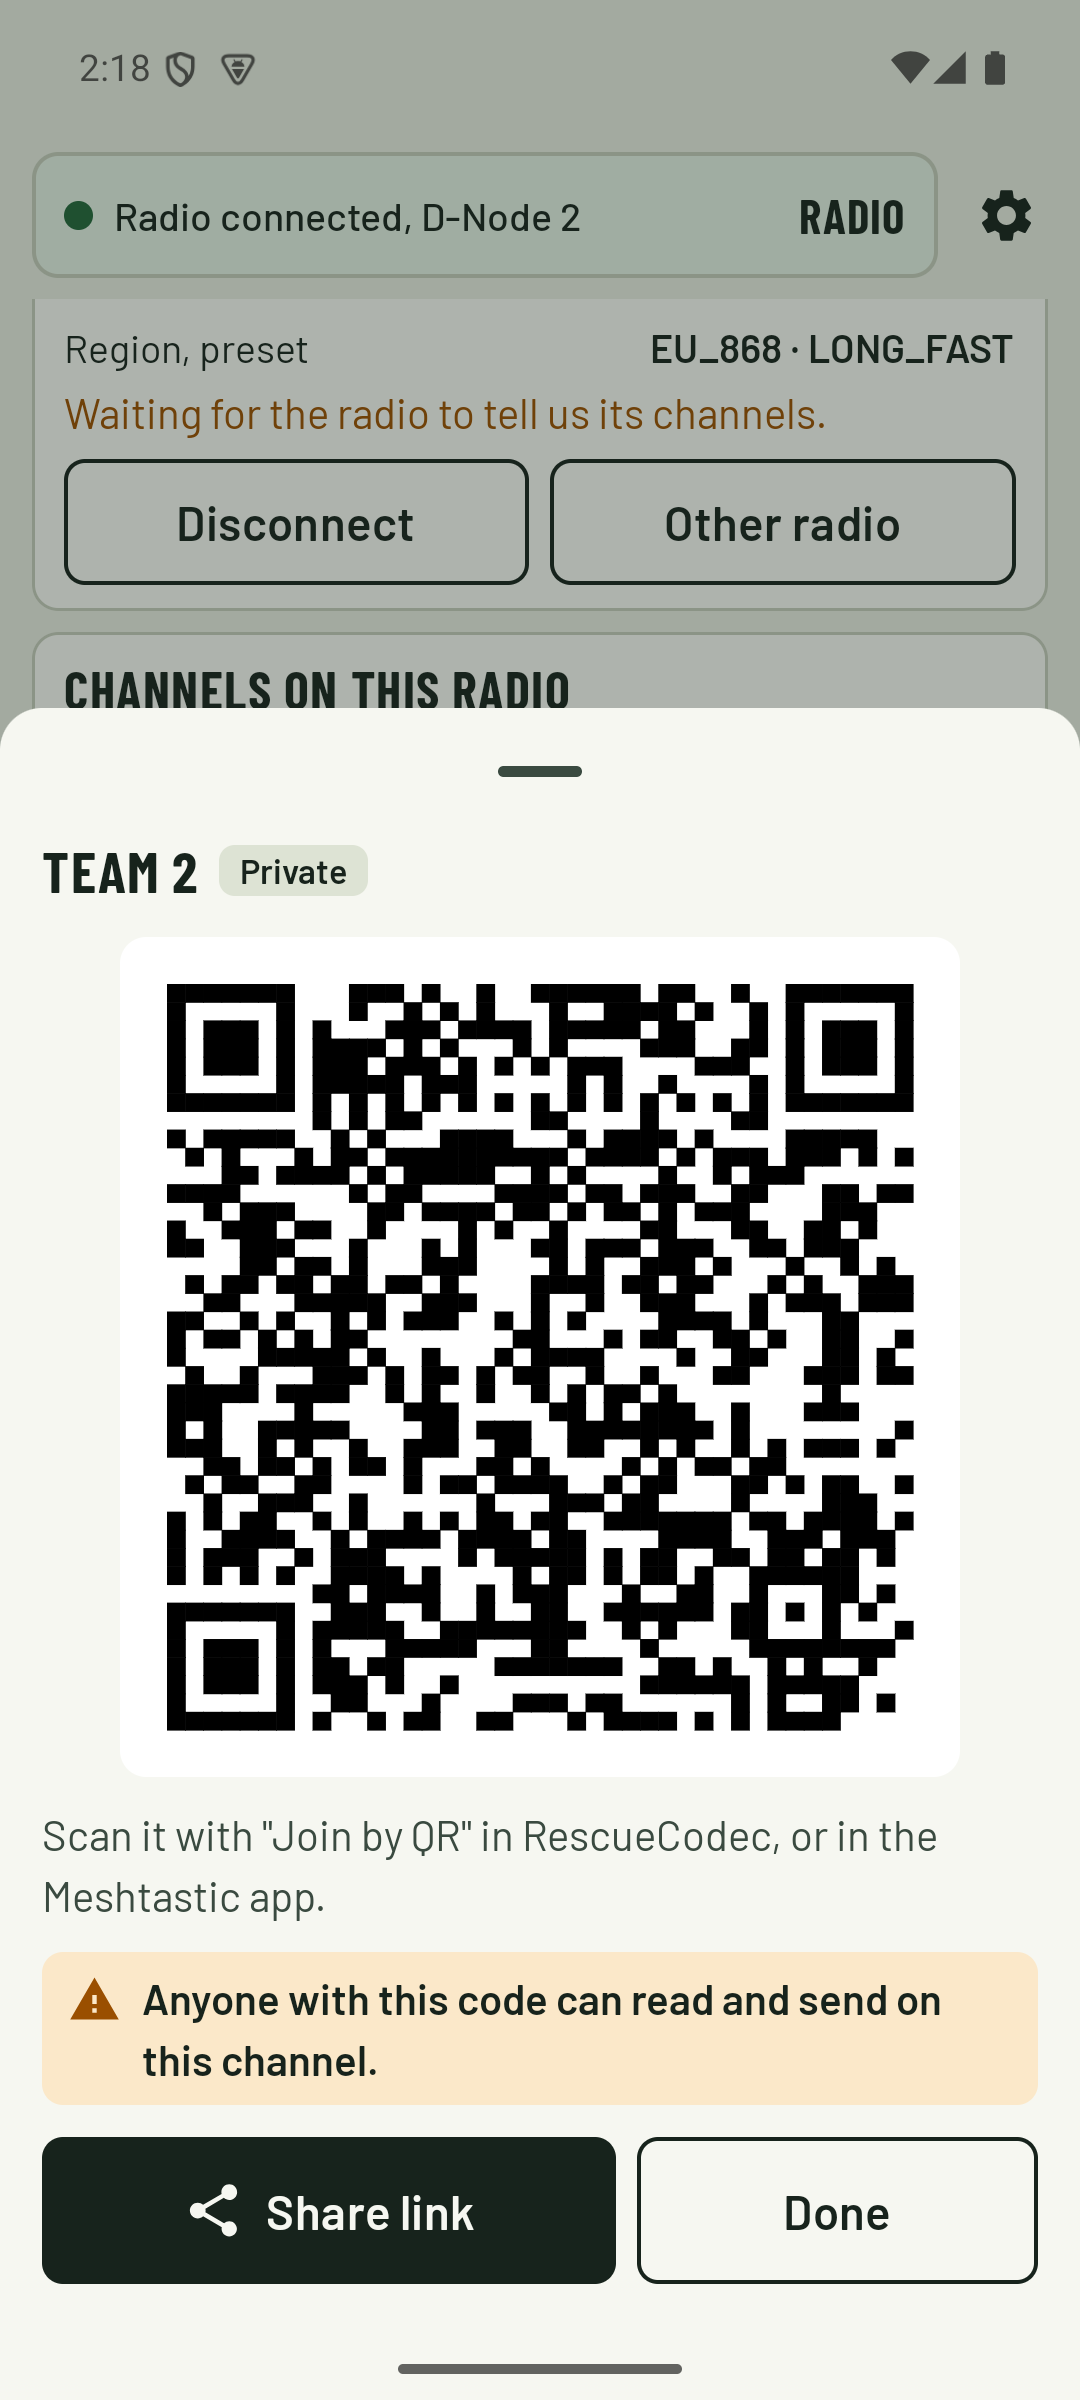 2:18
Radio connected, D-Node 2 RADIO
Region, preset EU_868 · LONG_FAST
Waiting for the radio to tell us its channels.
Disconnect Other radio
CHANNELS ON THIS RADIO
TEAM 2 Private
Scan it with "Join by QR" in RescueCodec, or in the
Meshtastic app.
Anyone with this code can read and send on
this channel.
Share link Done